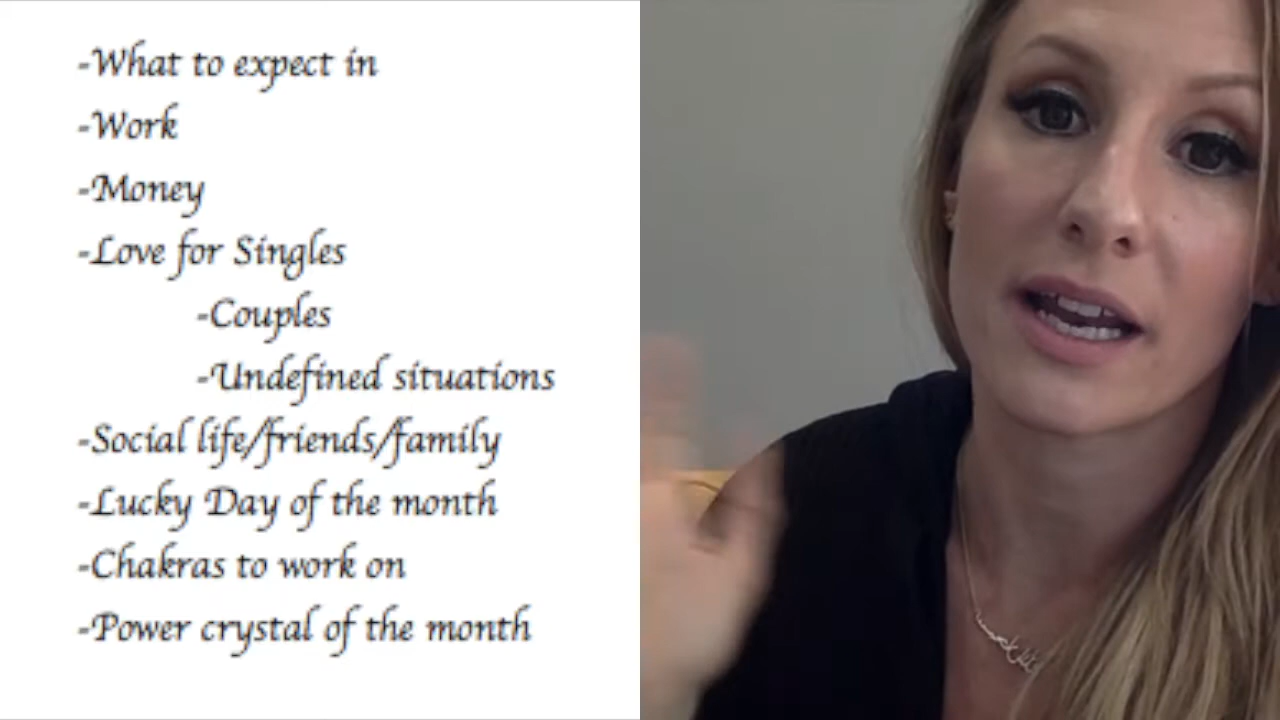 -What to expect in
-Work
-Money
-Love for Singles
-Couples
-Undefined situations
-Social life/friends/family
-Lucky Day of the month
-Chakras to work on
-Power crystal of the month